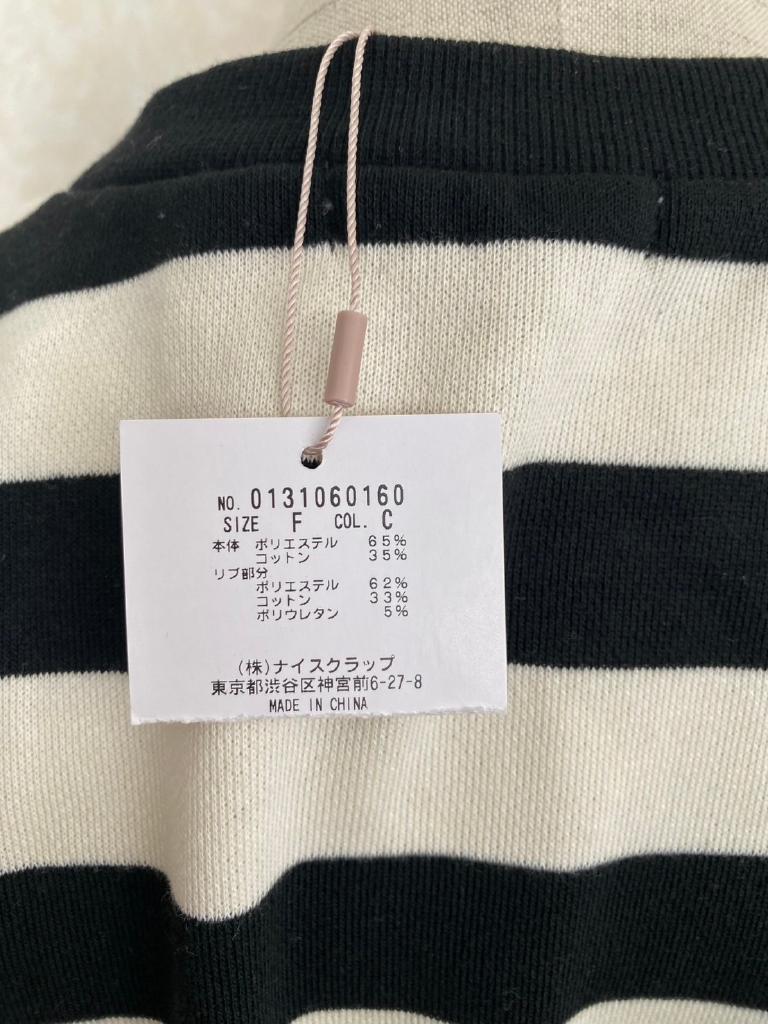 NO. 0131060160
SIZE F COL. C
本体 ポリエステル 65%
コットン 35%
リブ部分
ポリエステル 62%
コットン 33%
ポリウレタン 5%
(株)ナイスクラップ
東京都渋谷区神宮前6-27-8
MADE IN CHINA